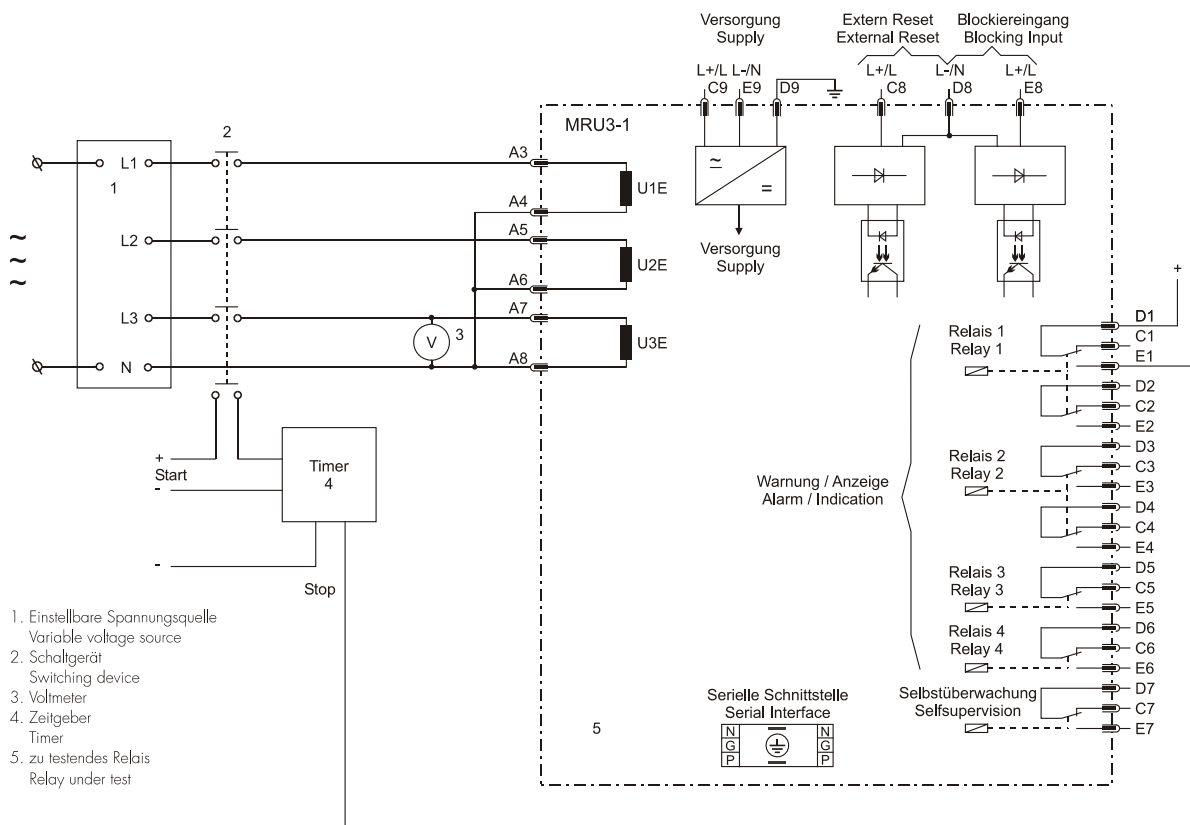 Versorgung
Supply
Extern Reset
External Reset
Blockiereingang
Blocking Input
L+/L
C9
L-/N
E9
D9
L+/L
C8
L-/N
D8
L+/L
E8
MRU3-1
2
L1
1
L2
L3
N
A3
A4
A5
A6
A7
A8
U1E
U2E
U3E
~
=
Versorgung
Supply
~
~
~
V
3
+
Start
-
-
Timer
4
Stop
+
Relais 1
Relay 1
Relais 2
Relay 2
Warnung / Anzeige
Alarm / Indication
Relais 3
Relay 3
Relais 4
Relay 4
Selbstüberwachung
Selfsupervision
D1
C1
E1
D2
C2
E2
D3
C3
E3
D4
C4
E4
D5
C5
E5
D6
C6
E6
D7
C7
E7
Serielle Schnittstelle
Serial Interface
N
G
P
N
G
P
5
1. Einstellbare Spannungsquelle
Variable voltage source
2. Schaltgerät
Switching device
3. Voltmeter
4. Zeitgeber
Timer
5. zu testendes Relais
Relay under test